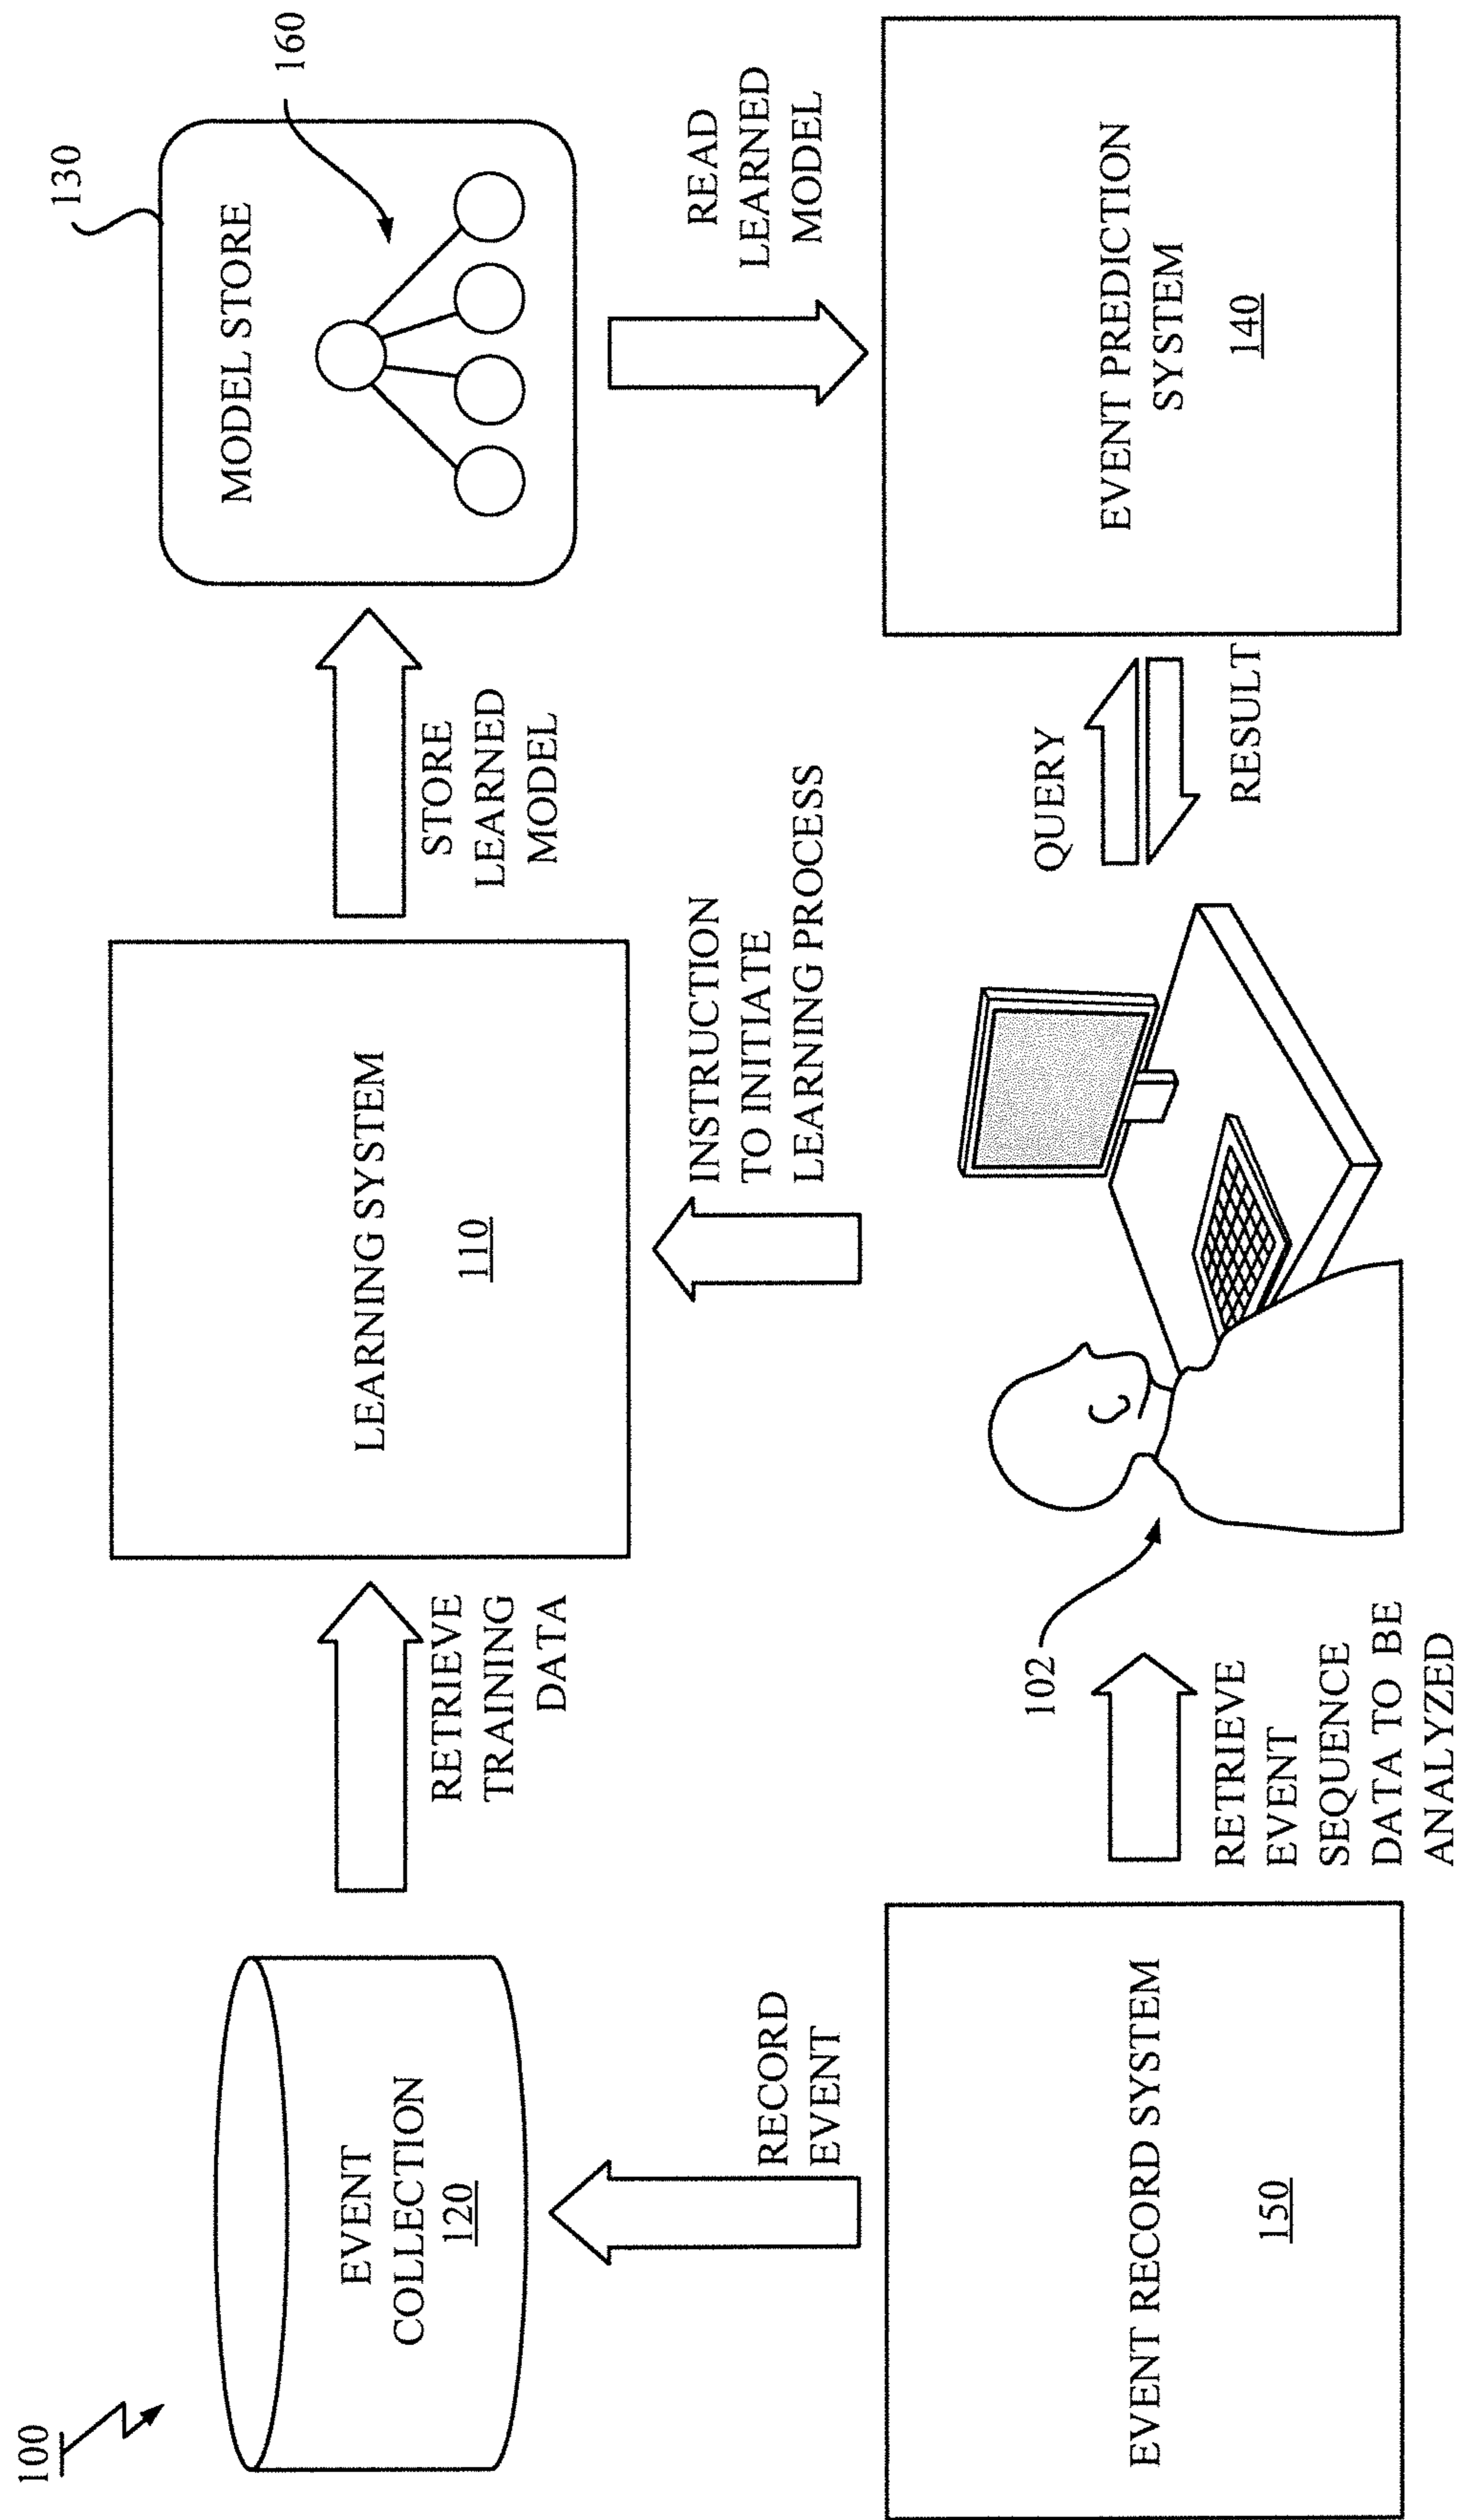 100
EVENT
COLLECTION
120
RETRIEVE
TRAINING
DATA
LEARNING SYSTEM
110
STORE
LEARNED
MODEL
130
MODEL STORE
160
RECORD
EVENT
INSTRUCTION
TO INITIATE
LEARNING PROCESS
READ
LEARNED
MODEL
EVENT RECORD SYSTEM
150
RETRIEVE
EVENT
SEQUENCE
DATA TO BE
ANALYZED
102
QUERY
RESULT
EVENT PREDICTION
SYSTEM
140